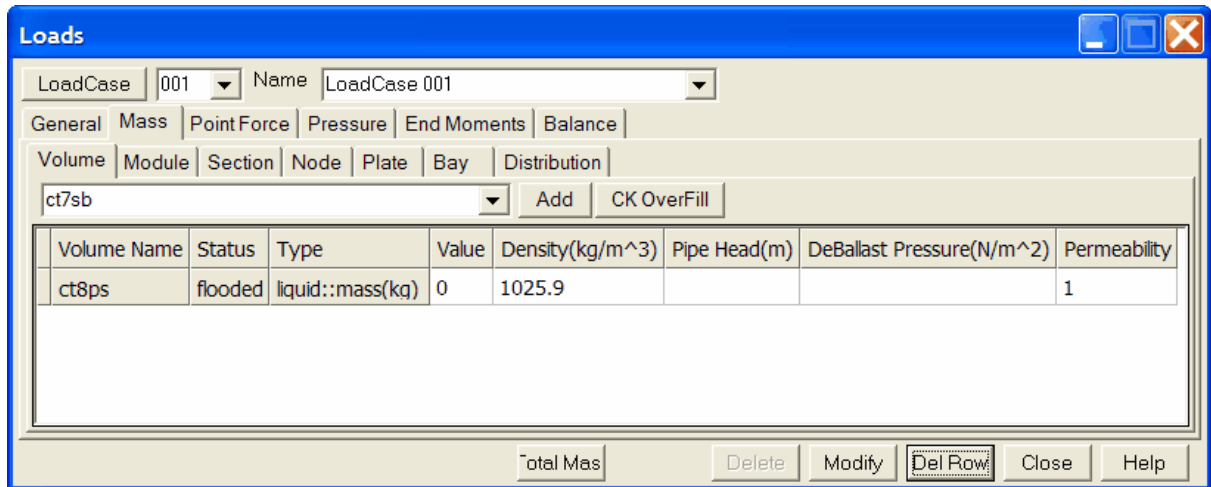 Loads
LoadCase 001 Name LoadCase 001
General Mass Point Force Pressure End Moments Balance
Volume Module Section Node Plate Bay Distribution
ct7sb Add CK OverFill
Volume Name Status Type Value Density(kg/m^3) Pipe Head(m) DeBallast Pressure(N/m^2) Permeability
ct8ps flooded liquid::mass(kg) 0 1025.9 1
otal Mas Delete Modify Del Row Close Help